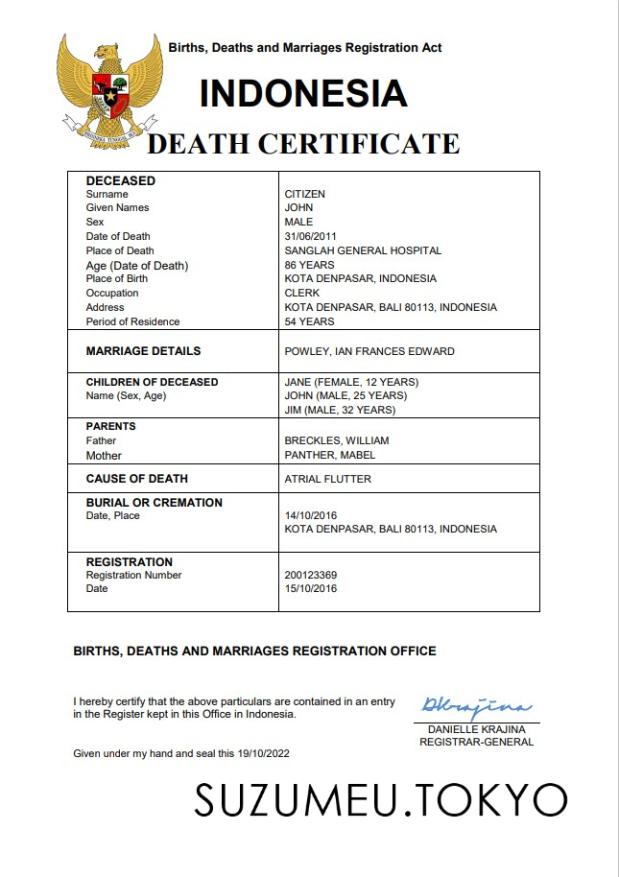 Births, Deaths and Marriages Registration Act
INDONESIA
DEATH CERTIFICATE
DECEASED
Surname CITIZEN
Given Names JOHN
Sex MALE
Date of Death 31/06/2011
Place of Death SANGLAH GENERAL HOSPITAL
Age (Date of Death) 86 YEARS
Place of Birth KOTA DENPASAR, INDONESIA
Occupation CLERK
Address KOTA DENPASAR, BALI 80113, INDONESIA
Period of Residence 54 YEARS
MARRIAGE DETAILS POWLEY, IAN FRANCES EDWARD
CHILDREN OF DECEASED JANE (FEMALE, 12 YEARS)
Name (Sex, Age) JOHN (MALE, 25 YEARS)
JIM (MALE, 32 YEARS)
PARENTS
Father BRECKLES, WILLIAM
Mother PANTHER, MABEL
CAUSE OF DEATH ATRIAL FLUTTER
BURIAL OR CREMATION
Date, Place 14/10/2016
KOTA DENPASAR, BALI 80113, INDONESIA
REGISTRATION
Registration Number 200123369
Date 15/10/2016
BIRTHS, DEATHS AND MARRIAGES REGISTRATION OFFICE
I hereby certify that the above particulars are contained in an entry
in the Register kept in this Office in Indonesia.
DKrajina
DANIELLE KRAJINA
REGISTRAR-GENERAL
Given under my hand and seal this 19/10/2022
SUZUMEU.TOKYO